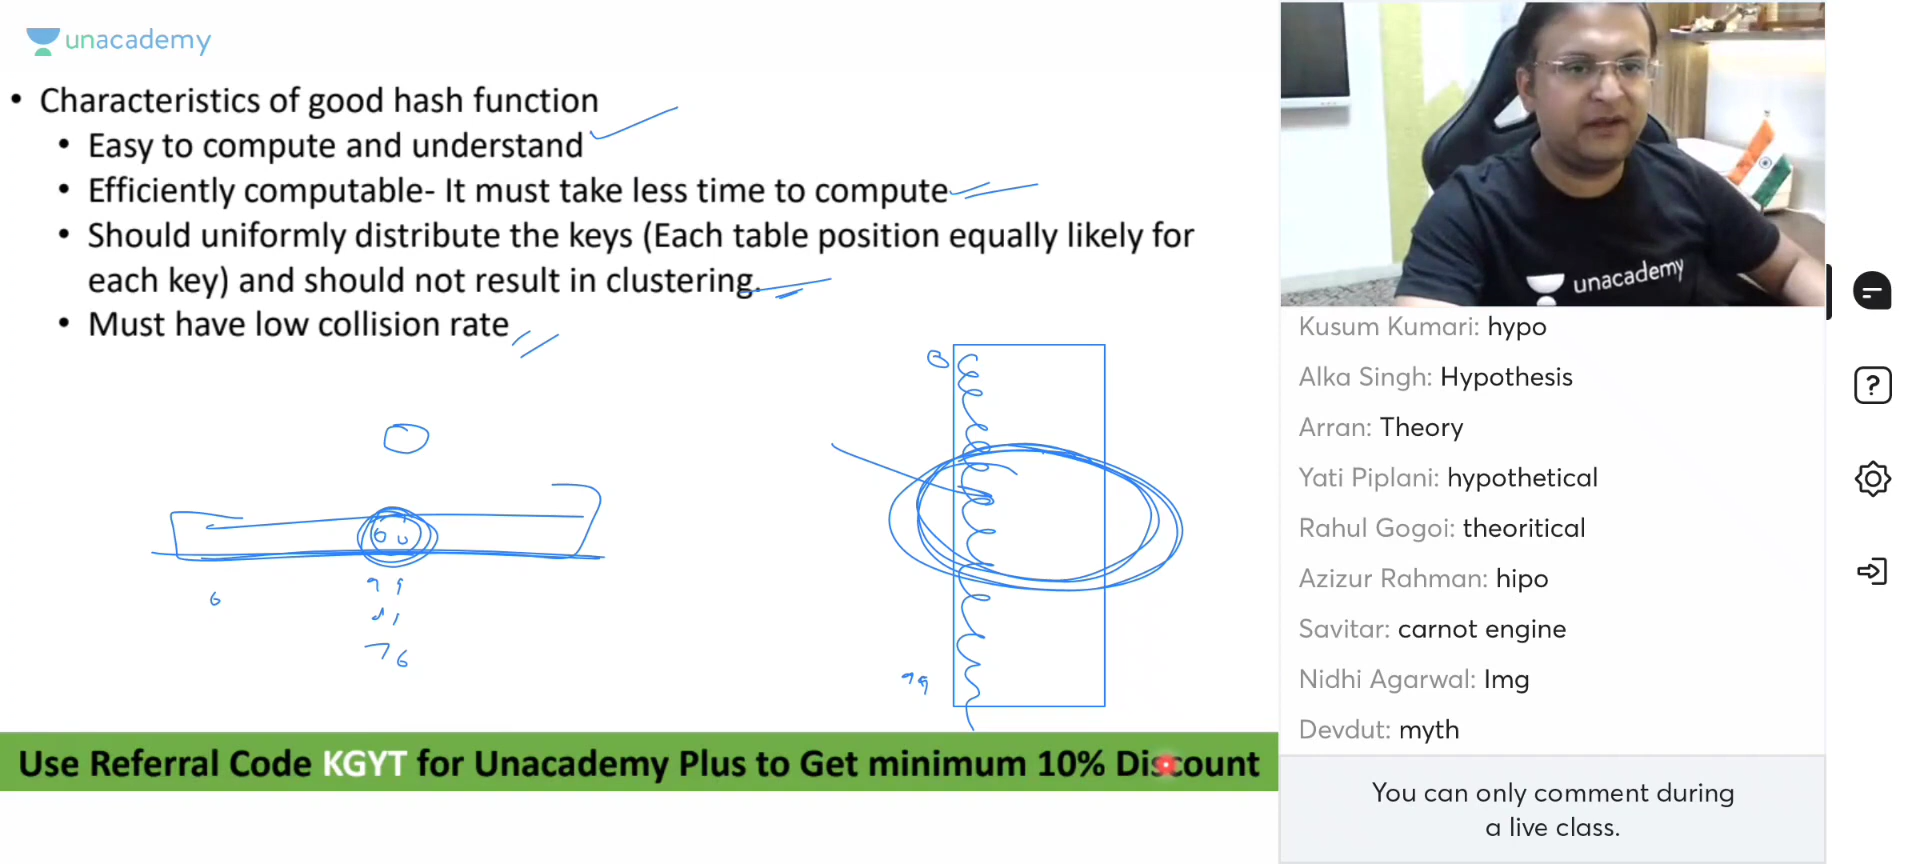 unacademy
• Characteristics of good hash function
• Easy to compute and understand
• Efficiently computable- It must take less time to compute
• Should uniformly distribute the keys (Each table position equally likely for
each key) and should not result in clustering.
• Must have low collision rate
6
99
76
99
Use Referral Code KGYT for Unacademy Plus to Get minimum 10% Discount
unacademy
Kusum Kumari: hypo
Alka Singh: Hypothesis
Arran: Theory
Yati Piplani: hypothetical
Rahul Gogoi: theoritical
Azizur Rahman: hipo
Savitar: carnot engine
Nidhi Agarwal: Img
Devdut: myth
You can only comment during
a live class.
?